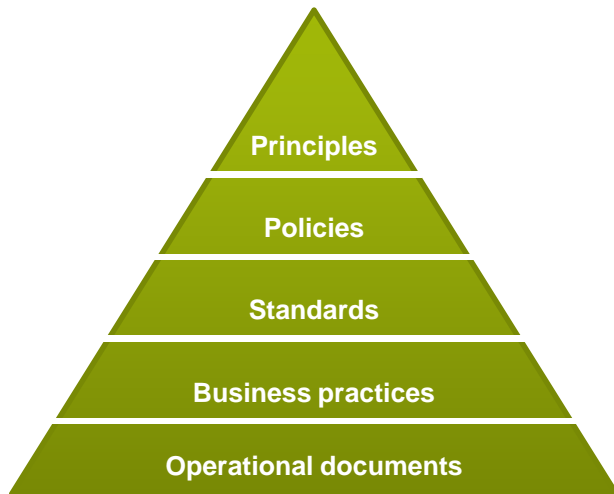 Principles
Policies
Standards
Business practices
Operational documents